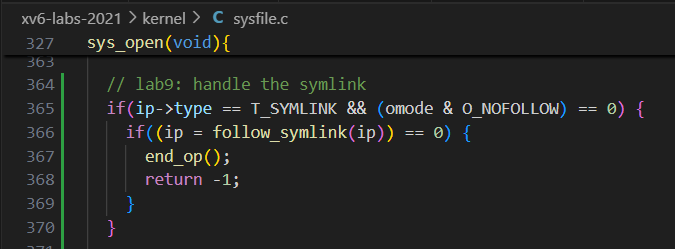 xv6-labs-2021 > kernel > sysfile.c
327 sys_open(void){
363
364 // lab9: handle the symlink
365 if(ip->type == T_SYMLINK && (omode & O_NOFOLLOW) == 0) {
366 if((ip = follow_symlink(ip)) == 0) {
367 end_op();
368 return -1;
369 }
370 }
371